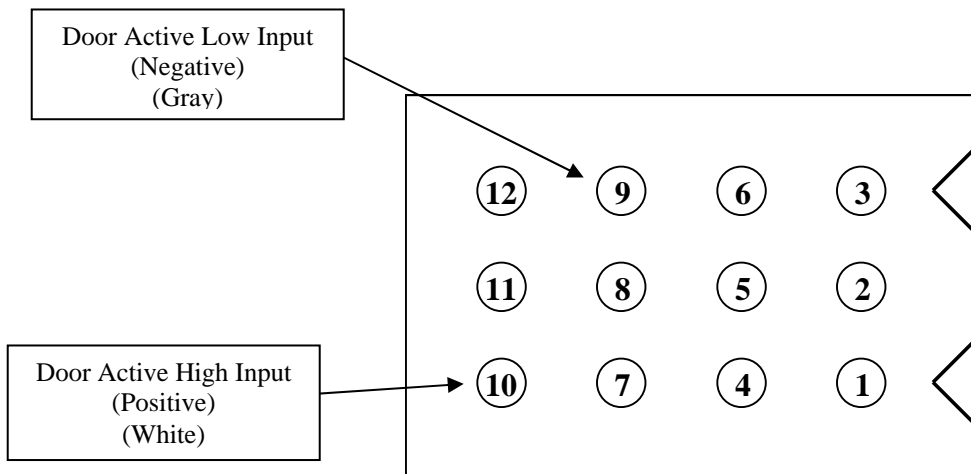 Door Active Low Input
(Negative)
(Gray)
12 9 6 3
11 8 5 2
Door Active High Input
(Positive)
(White)
10 7 4 1